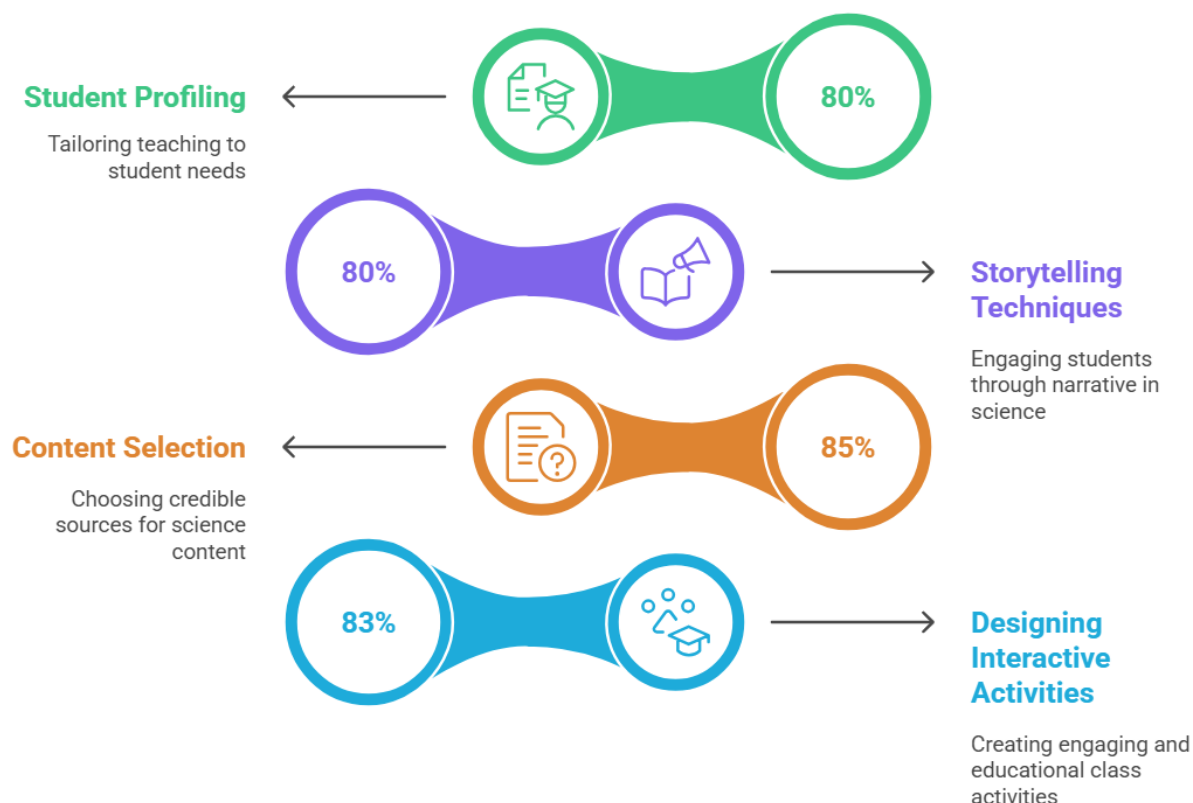 Student Profiling
Tailoring teaching to
student needs
80%
80%
Storytelling
Techniques
Engaging students
through narrative in
science
Content Selection
Choosing credible
sources for science
content
85%
83%
Designing
Interactive
Activities
Creating engaging and
educational class
activities